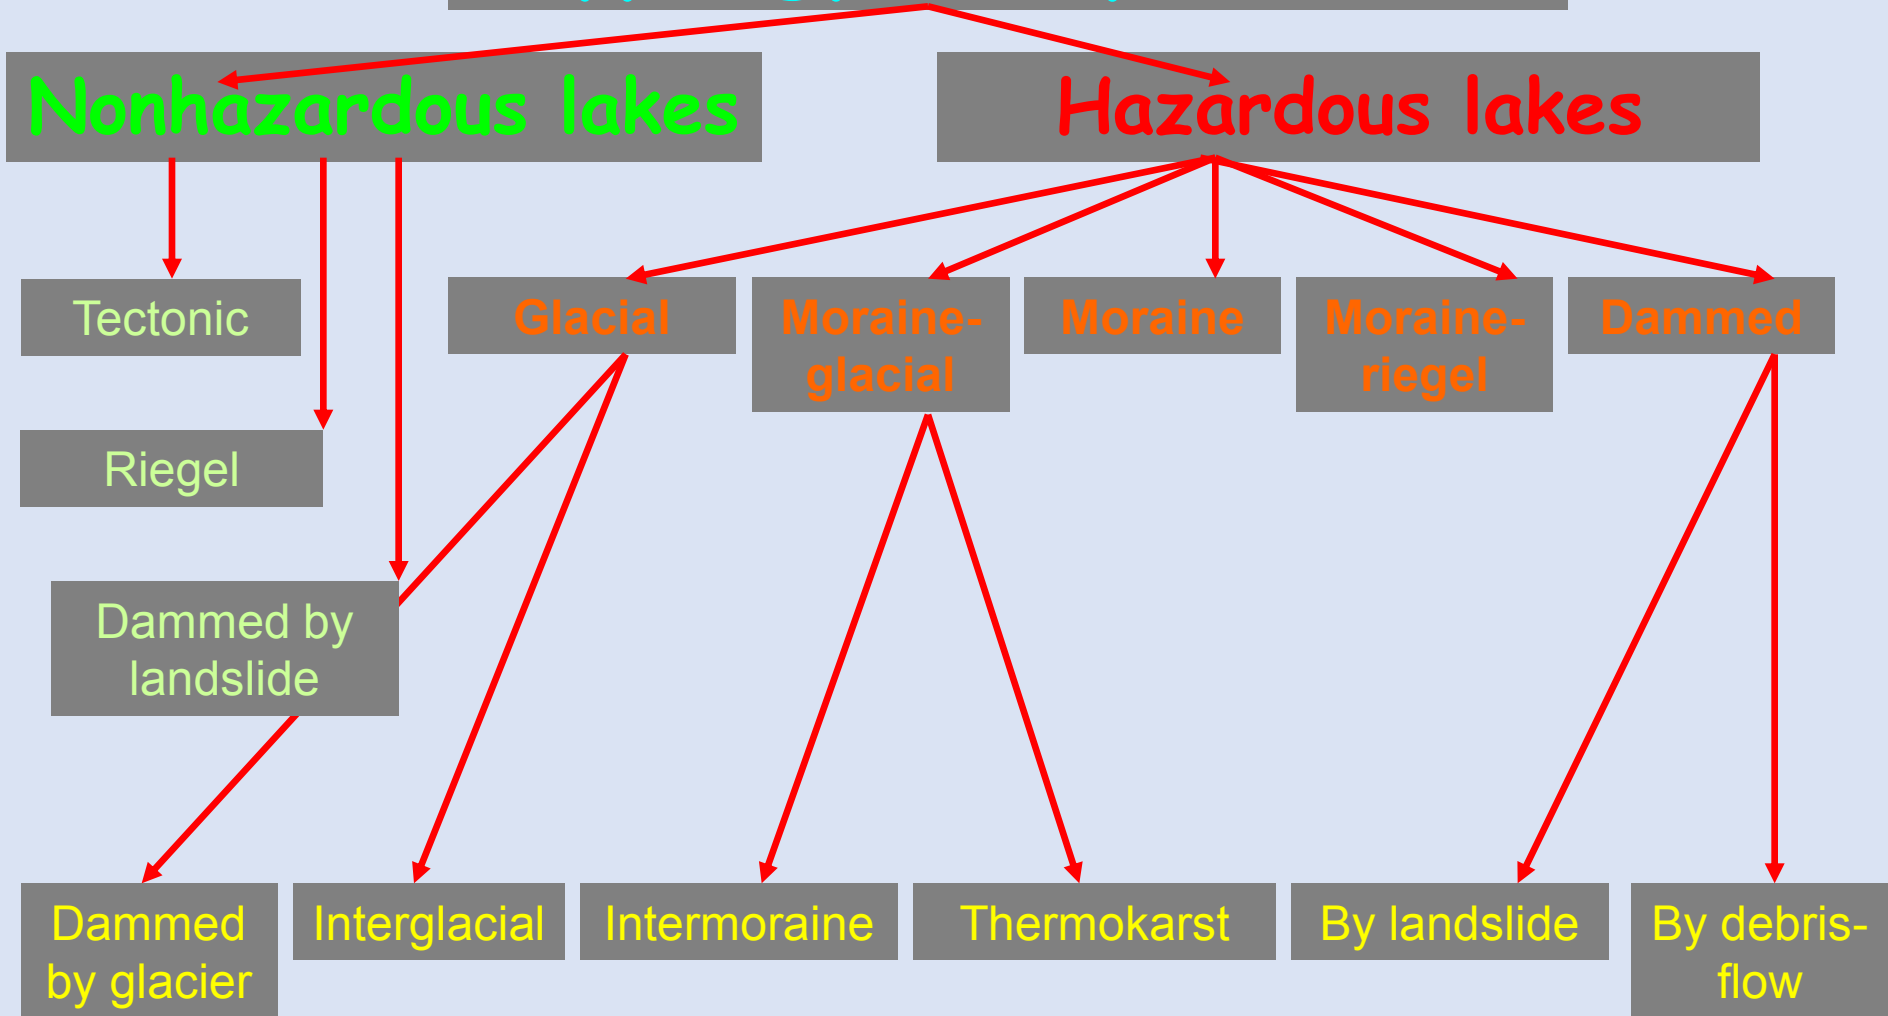 Nonhazardous lakes
Hazardous lakes
Tectonic
Glacial
Moraine-
glacial
Moraine
Moraine-
riegel
Dammed
Riegel
Dammed by
landslide
Dammed
by glacier
Interglacial
Intermoraine
Thermokarst
By landslide
By debris-
flow